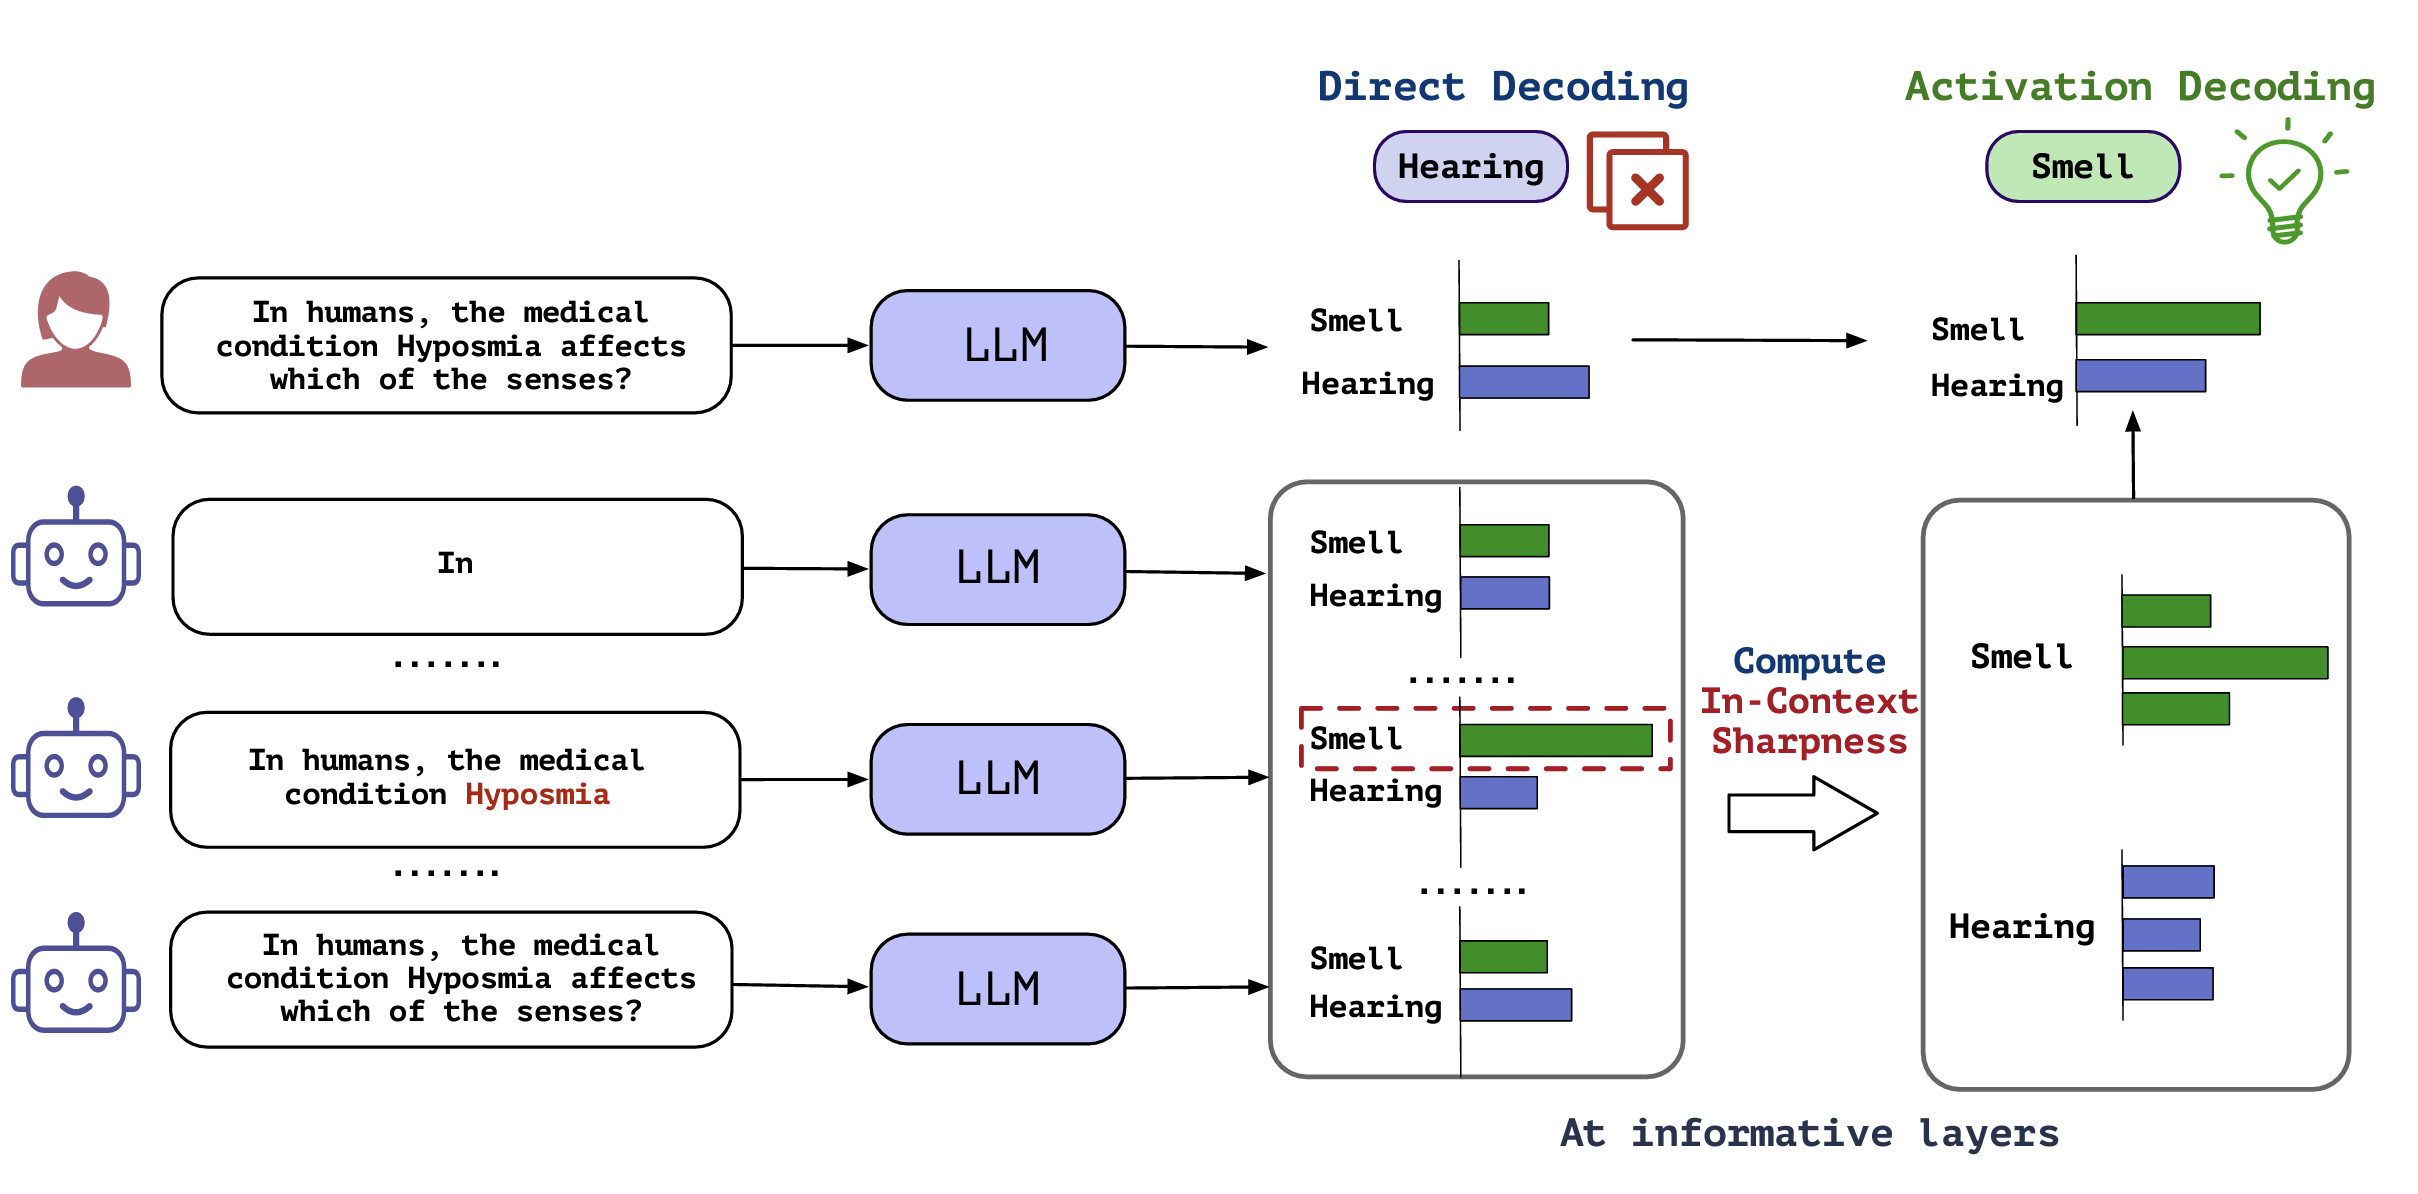 Direct Decoding
Activation Decoding
Hearing
Smell
In humans, the medical
condition Hyposmia affects
which of the senses?
LLM
Smell
Hearing
Smell
Hearing
In
LLM
Smell
Hearing
.......
.......
In humans, the medical
condition Hyposmia
LLM
Smell
Hearing
.......
.......
In humans, the medical
condition Hyposmia affects
which of the senses?
LLM
Smell
Hearing
Compute
In-Context
Sharpness
Smell
Hearing
At informative layers